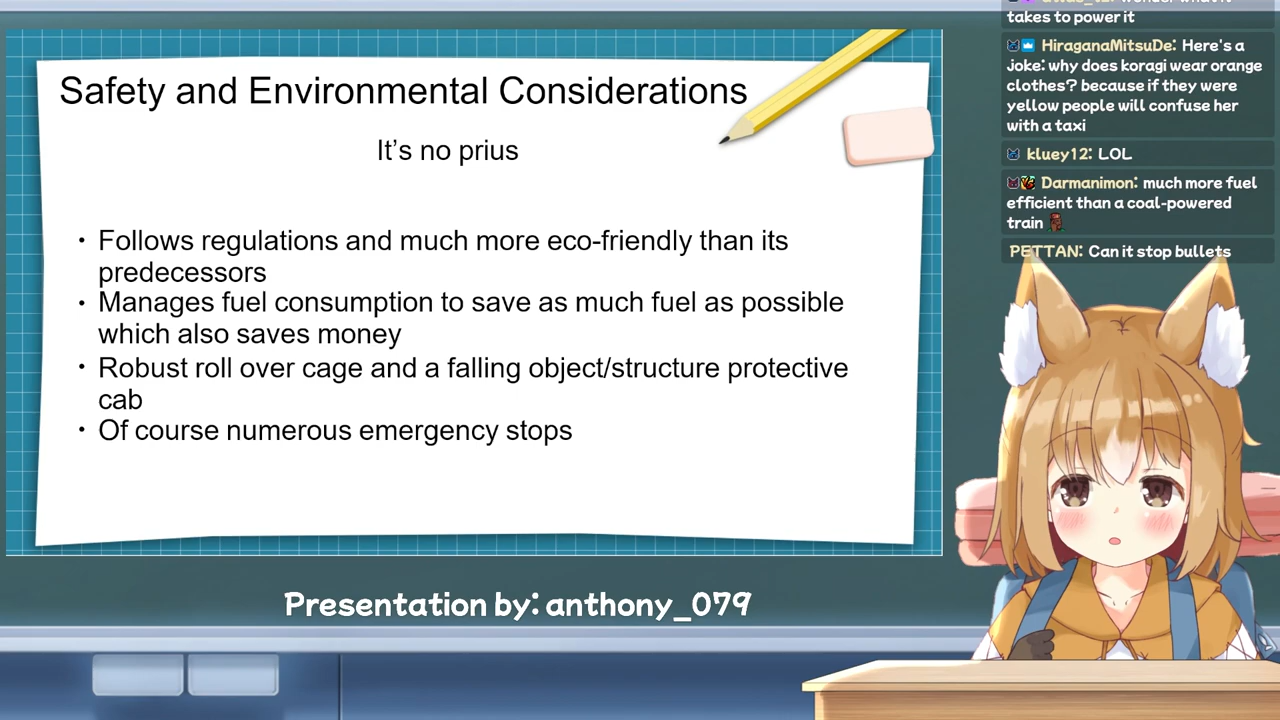 Safety and Environmental Considerations
It’s no prius
• Follows regulations and much more eco-friendly than its
predecessors
• Manages fuel consumption to save as much fuel as possible
which also saves money
• Robust roll over cage and a falling object/structure protective
cab
• Of course numerous emergency stops
Presentation by: anthony_079
takes to power it
HiraganaMitsuDe: Here's a
joke: why does koragi wear orange
clothes? because if they were
yellow people will confuse her
with a taxi
kluey12: LOL
Darmanimon: much more fuel
efficient than a coal-powered
train
PETTAN: Can it stop bullets